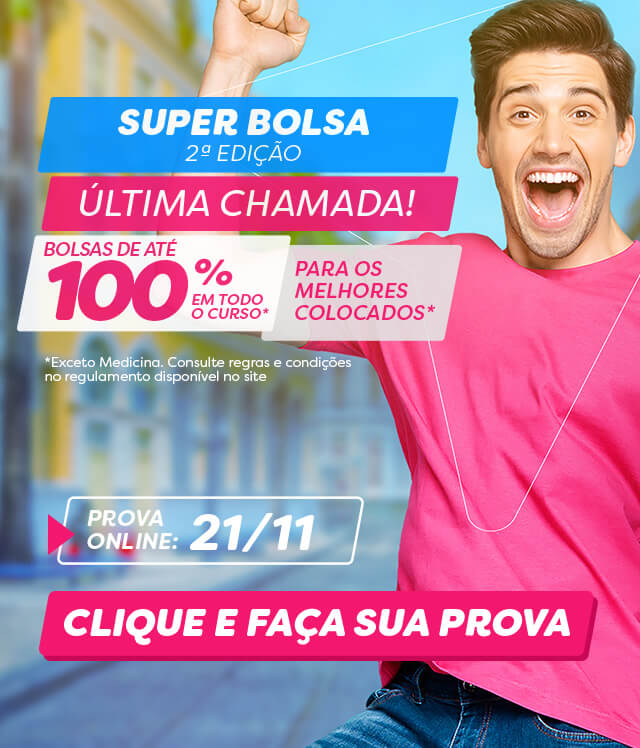 SUPER BOLSA
2ª EDIÇÃO
ÚLTIMA CHAMADA!
BOLSAS DE ATÉ
100%
EM TODO
O CURSO*
PARA OS
MELHORES
COLOCADOS*
*Exceto Medicina. Consulte regras e condições
no regulamento disponível no site
PROVA
ONLINE: 21/11
CLIQUE E FAÇA SUA PROVA